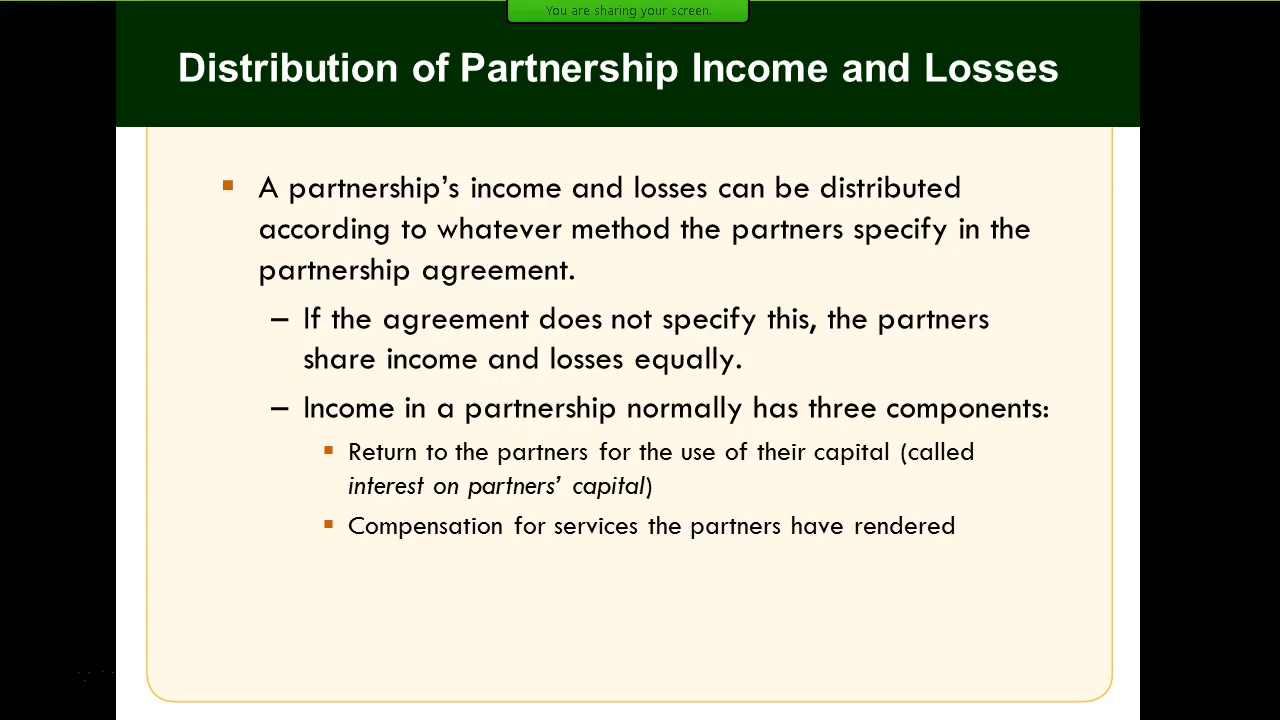 You are sharing your screen.
Distribution of Partnership Income and Losses
▪ A partnership’s income and losses can be distributed
according to whatever method the partners specify in the
partnership agreement.
– If the agreement does not specify this, the partners
share income and losses equally.
– Income in a partnership normally has three components:
▪ Return to the partners for the use of their capital (called
interest on partners’ capital)
▪ Compensation for services the partners have rendered